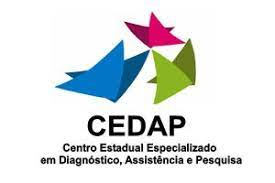 CEDAP
Centro Estadual Especializado
em Diagnóstico, Assistência e Pesquisa